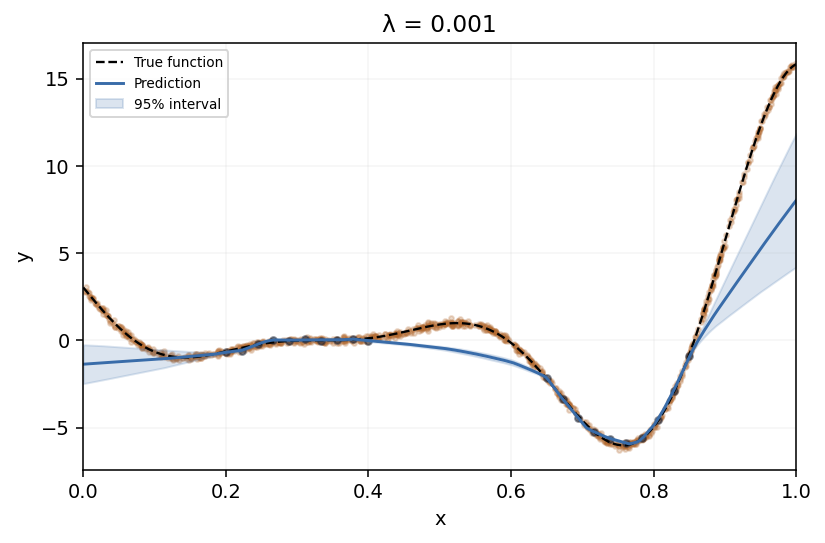 λ = 0.001
True function
Prediction
95% interval
15
10
5
0
−5
y
0.0 0.2 0.4 0.6 0.8 1.0
x